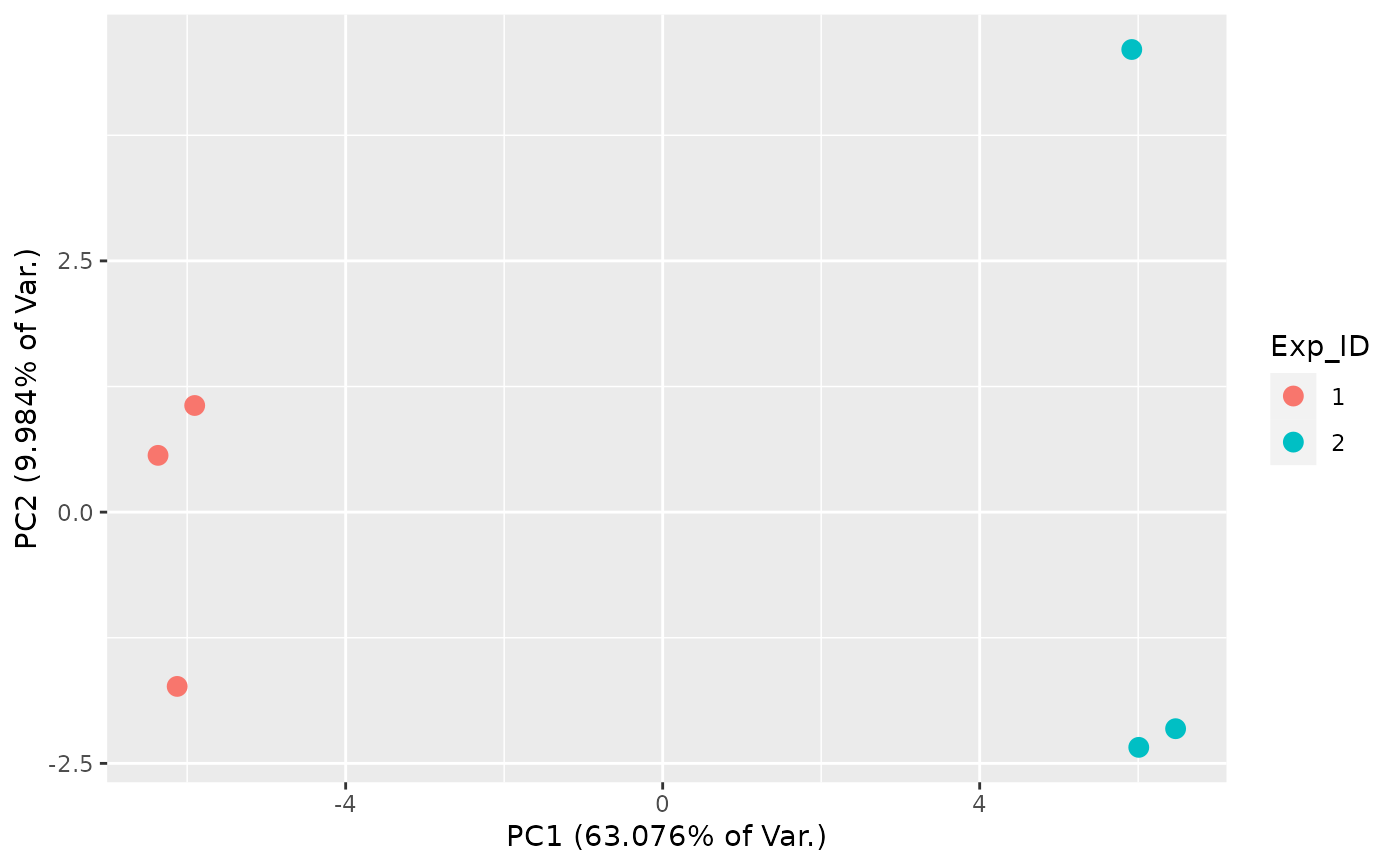 PC2 (9.984% of Var.)
2.5
0.0
-2.5
-4
0
4
PC1 (63.076% of Var.)
Exp_ID
1
2